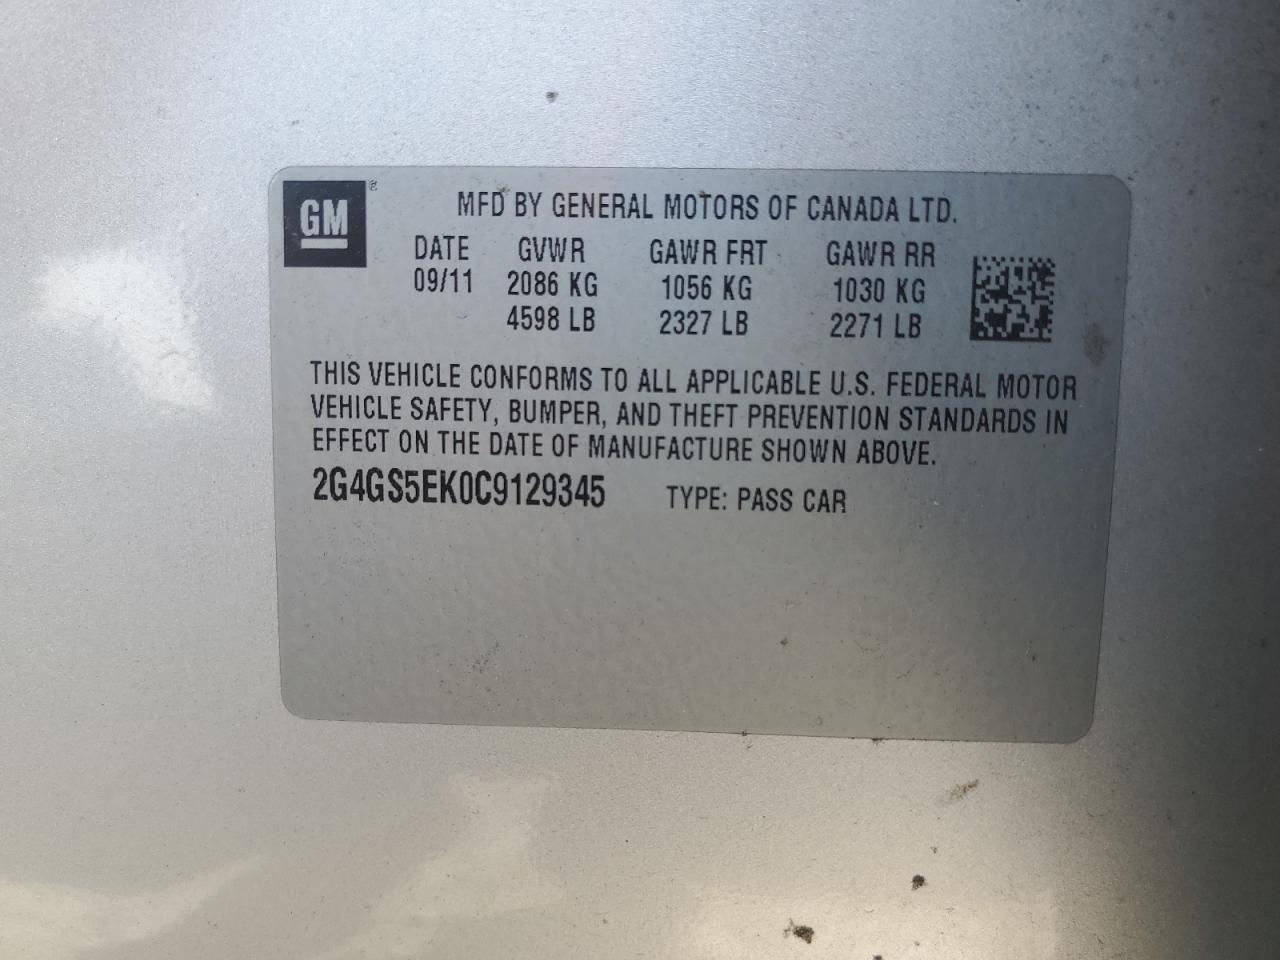 GM ®
MFD BY GENERAL MOTORS OF CANADA LTD.
DATE GVWR GAWR FRT GAWR RR
09/11 2086 KG 1056 KG 1030 KG
4598 LB 2327 LB 2271 LB
THIS VEHICLE CONFORMS TO ALL APPLICABLE U.S. FEDERAL MOTOR
VEHICLE SAFETY, BUMPER, AND THEFT PREVENTION STANDARDS IN
EFFECT ON THE DATE OF MANUFACTURE SHOWN ABOVE.
2G4GS5EK0C9129345 TYPE: PASS CAR